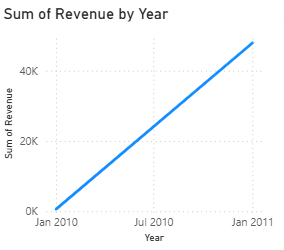 Sum of Revenue by Year
Sum of Revenue
40K
20K
0K
Jan 2010 Jul 2010 Jan 2011
Year